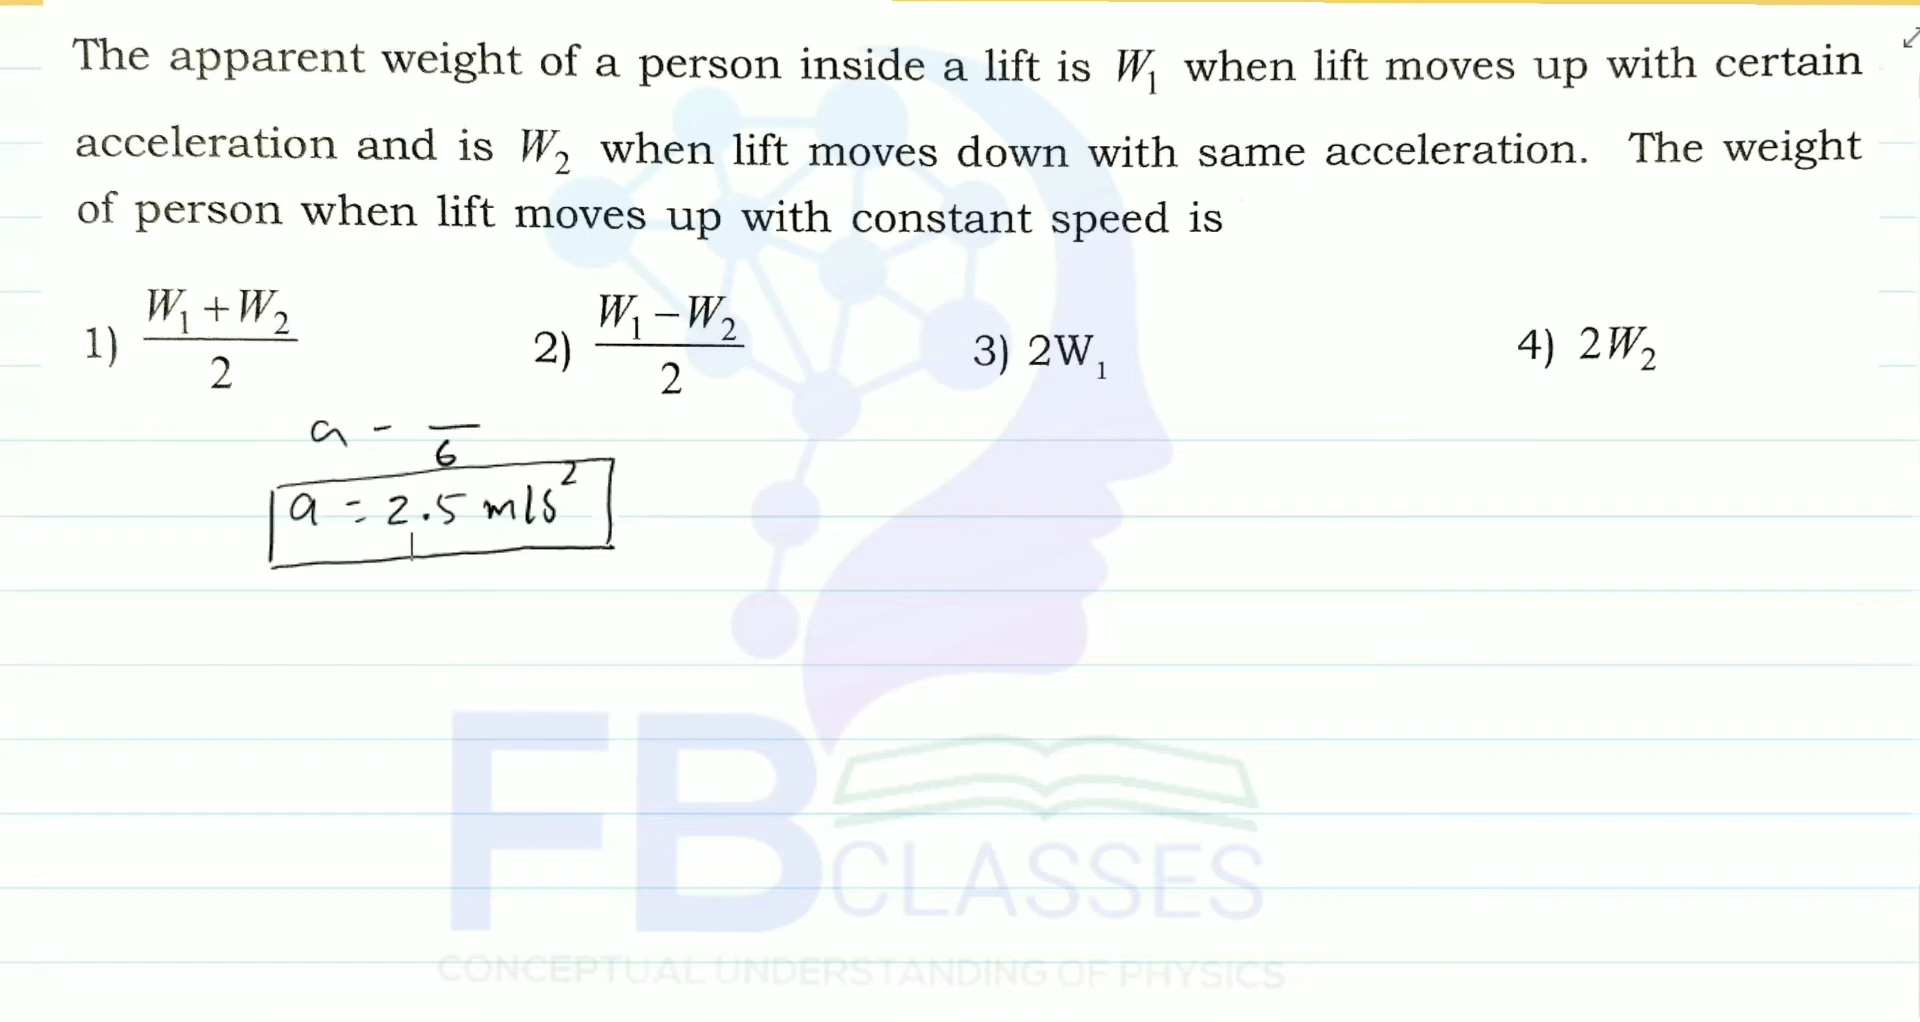 The apparent weight of a person inside a lift is W₁ when lift moves up with certain
acceleration and is W₂ when lift moves down with same acceleration. The weight
of person when lift moves up with constant speed is
1) (W₁ + W₂)/2 2) (W₁ − W₂)/2 3) 2W₁ 4) 2W₂
a - ─/6
a = 2.5 m/s²
FB CLASSES
CONCEPTUAL UNDERSTANDING OF PHYSICS